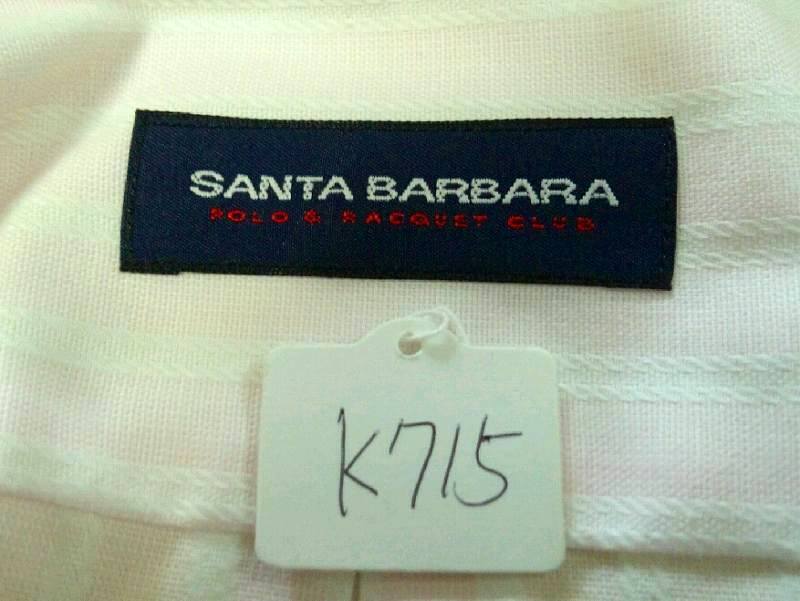 SANTA BARBARA
POLO & RACQUET CLUB
K715